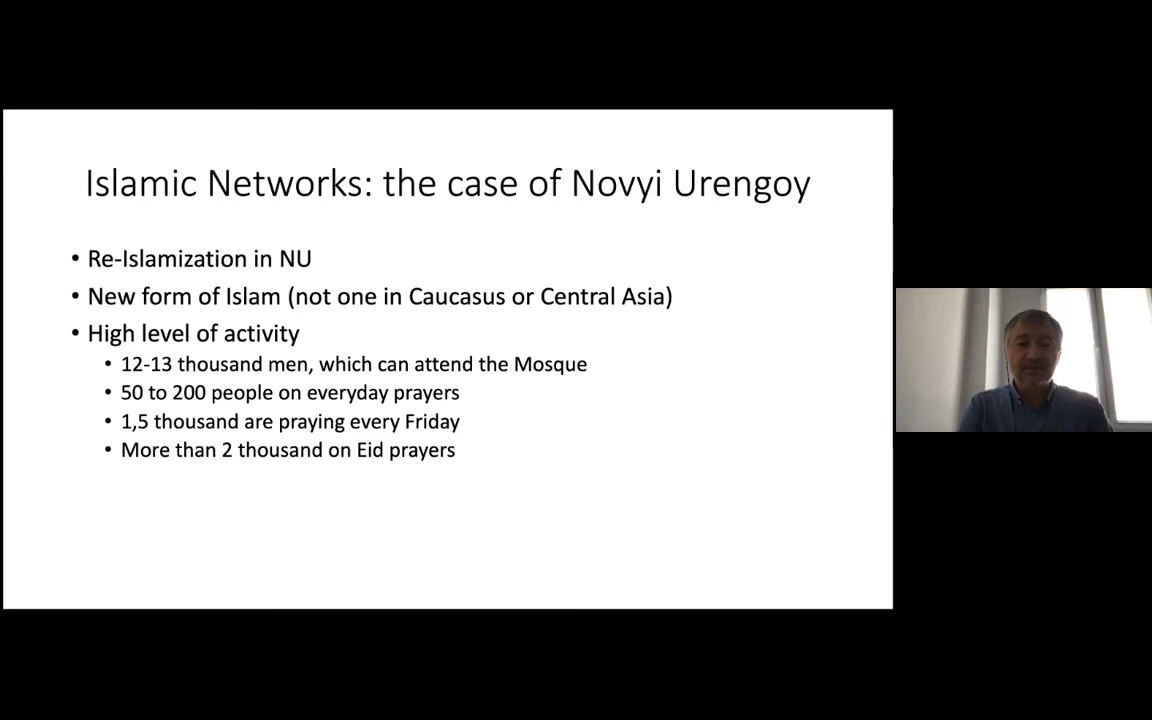 Islamic Networks: the case of Novyi Urengoy
• Re-Islamization in NU
• New form of Islam (not one in Caucasus or Central Asia)
• High level of activity
• 12-13 thousand men, which can attend the Mosque
• 50 to 200 people on everyday prayers
• 1,5 thousand are praying every Friday
• More than 2 thousand on Eid prayers